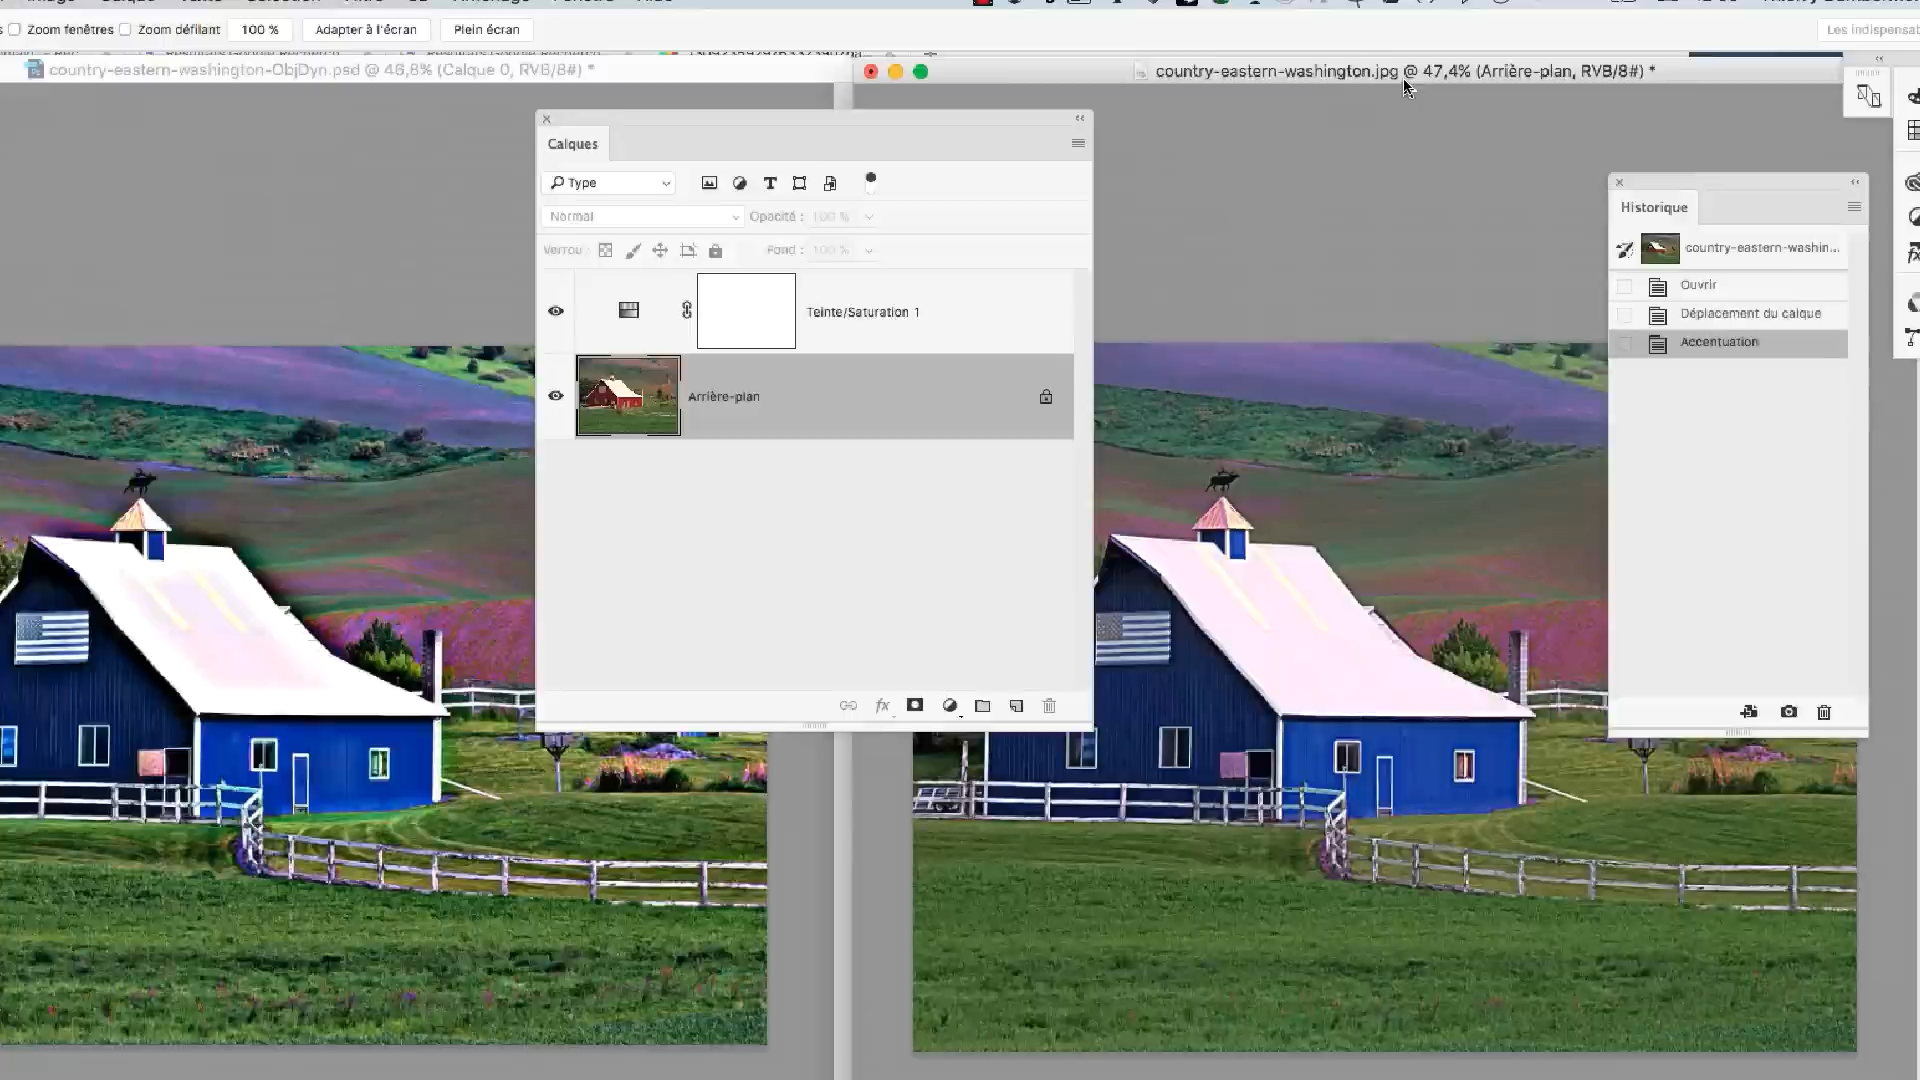 Zoom fenêtres Zoom défilant 100 % Adapter à l'écran Plein écran
Les indispensat
country-eastern-washington-ObjDyn.psd @ 46,8% (Calque 0, RVB/8#) *
country-eastern-washington.jpg @ 47,4% (Arrière-plan, RVB/8#) *
Calques
Type
Normal Opacité : 100 %
Verrou : Fond : 100 %
Teinte/Saturation 1
Arrière-plan
Historique
country-eastern-washin...
Ouvrir
Déplacement du calque
Accentuation